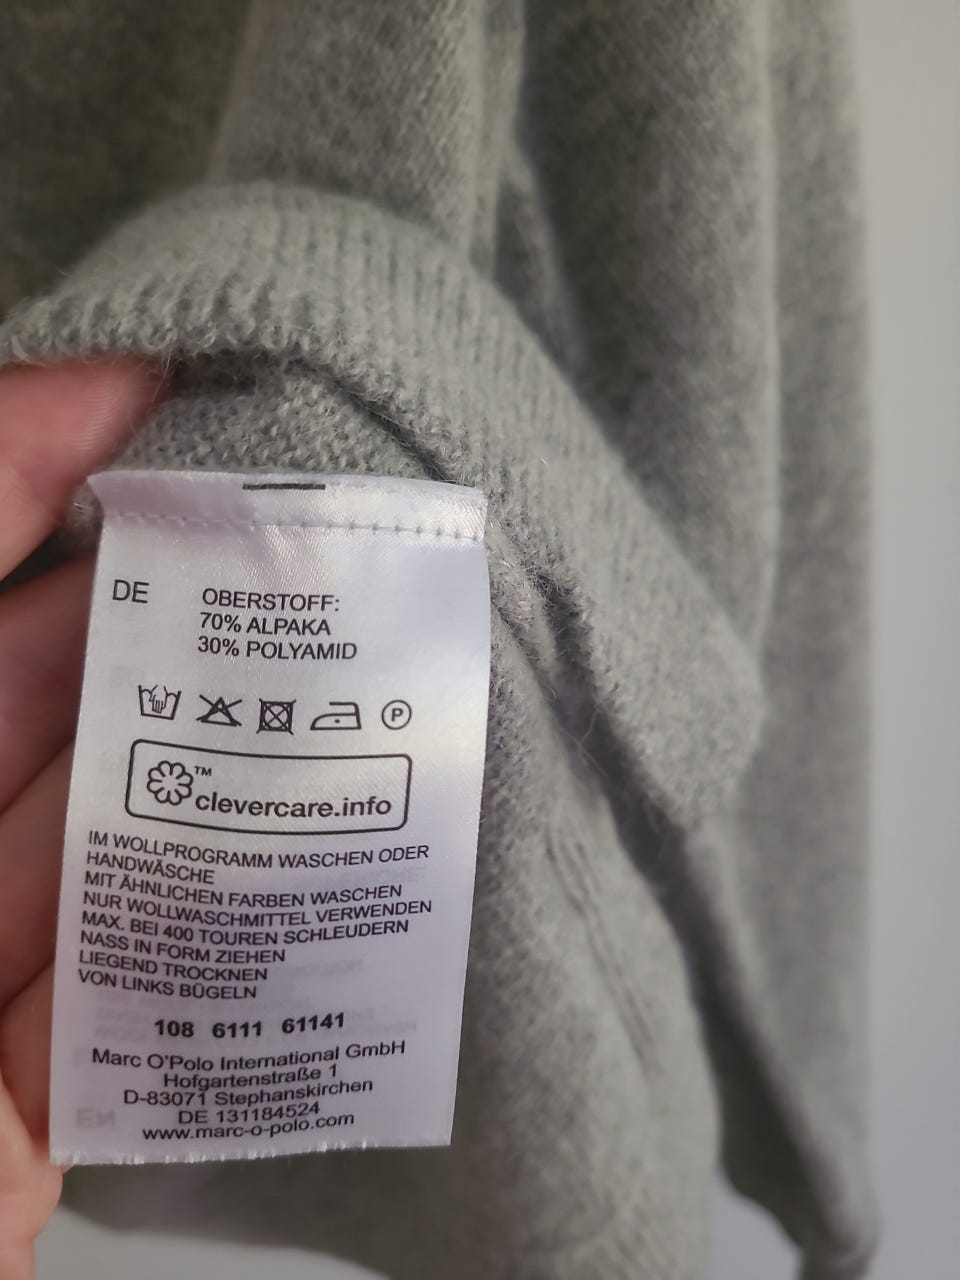 DE
OBERSTOFF:
70% ALPAKA
30% POLYAMID
P
™
clevercare.info
IM WOLLPROGRAMM WASCHEN ODER
HANDWÄSCHE
MIT ÄHNLICHEN FARBEN WASCHEN
NUR WOLLWASCHMITTEL VERWENDEN
MAX. BEI 400 TOUREN SCHLEUDERN
NASS IN FORM ZIEHEN
LIEGEND TROCKNEN
VON LINKS BÜGELN
108 6111 61141
Marc O'Polo International GmbH
Hofgartenstraße 1
D-83071 Stephanskirchen
DE 131184524
www.marc-o-polo.com